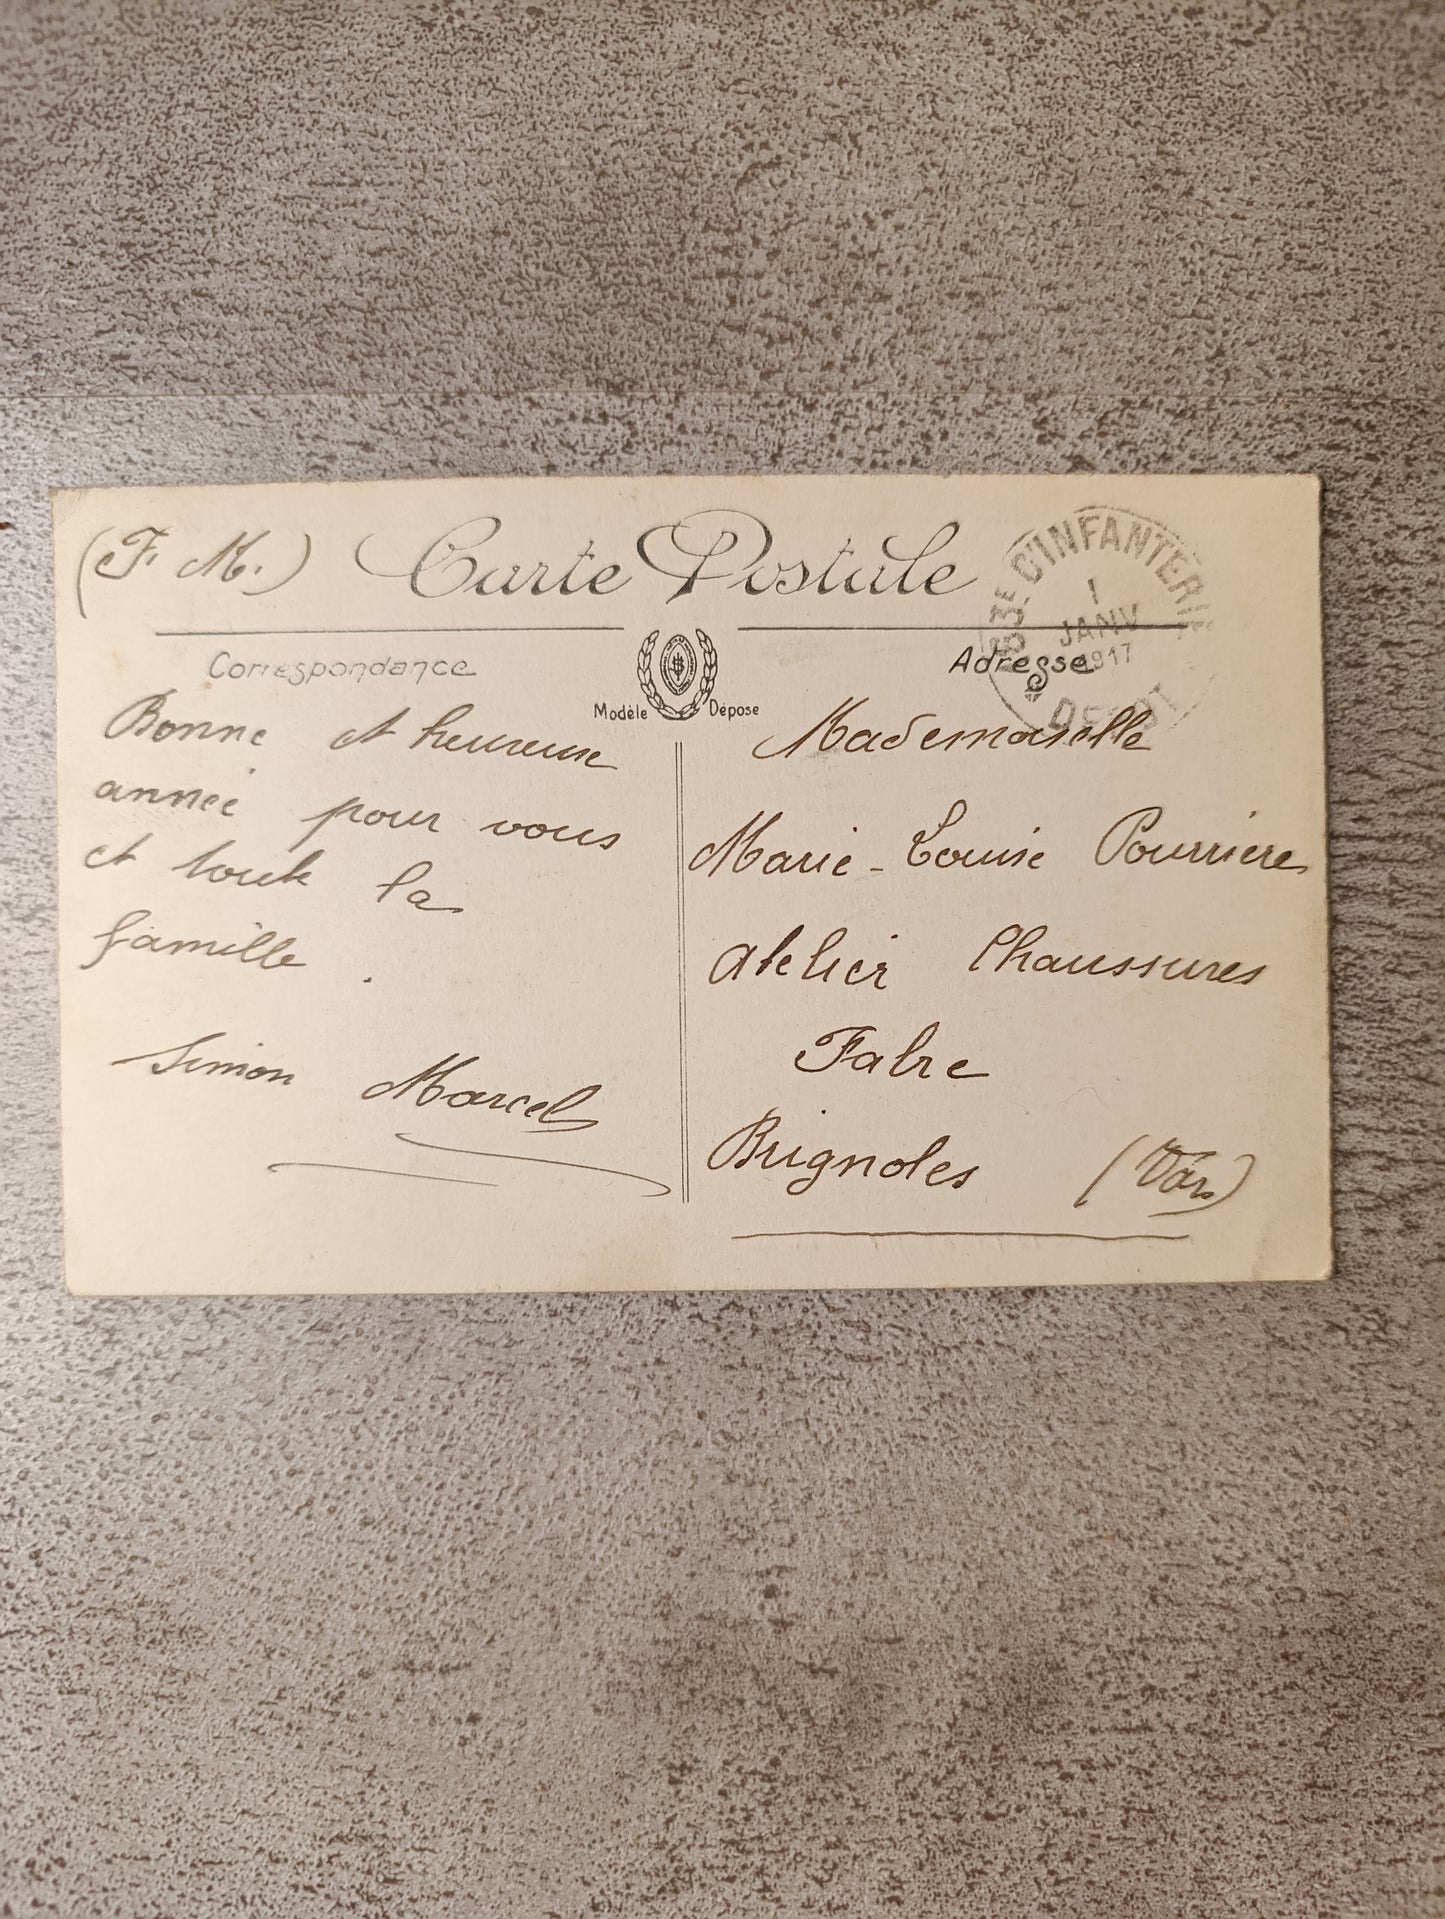 (F. M.) Carte Postale
D'INFANTERIE
1
JANV
1917
DEPOT
Correspondance
Adresse
Modèle Déposé
Bonne et heureuse
année pour vous
et toute la
famille.
Simon Marcel
Mademoiselle
Marie-Louise Pourrière
Atelier Chaussures
Fabre
Brignoles (Var)